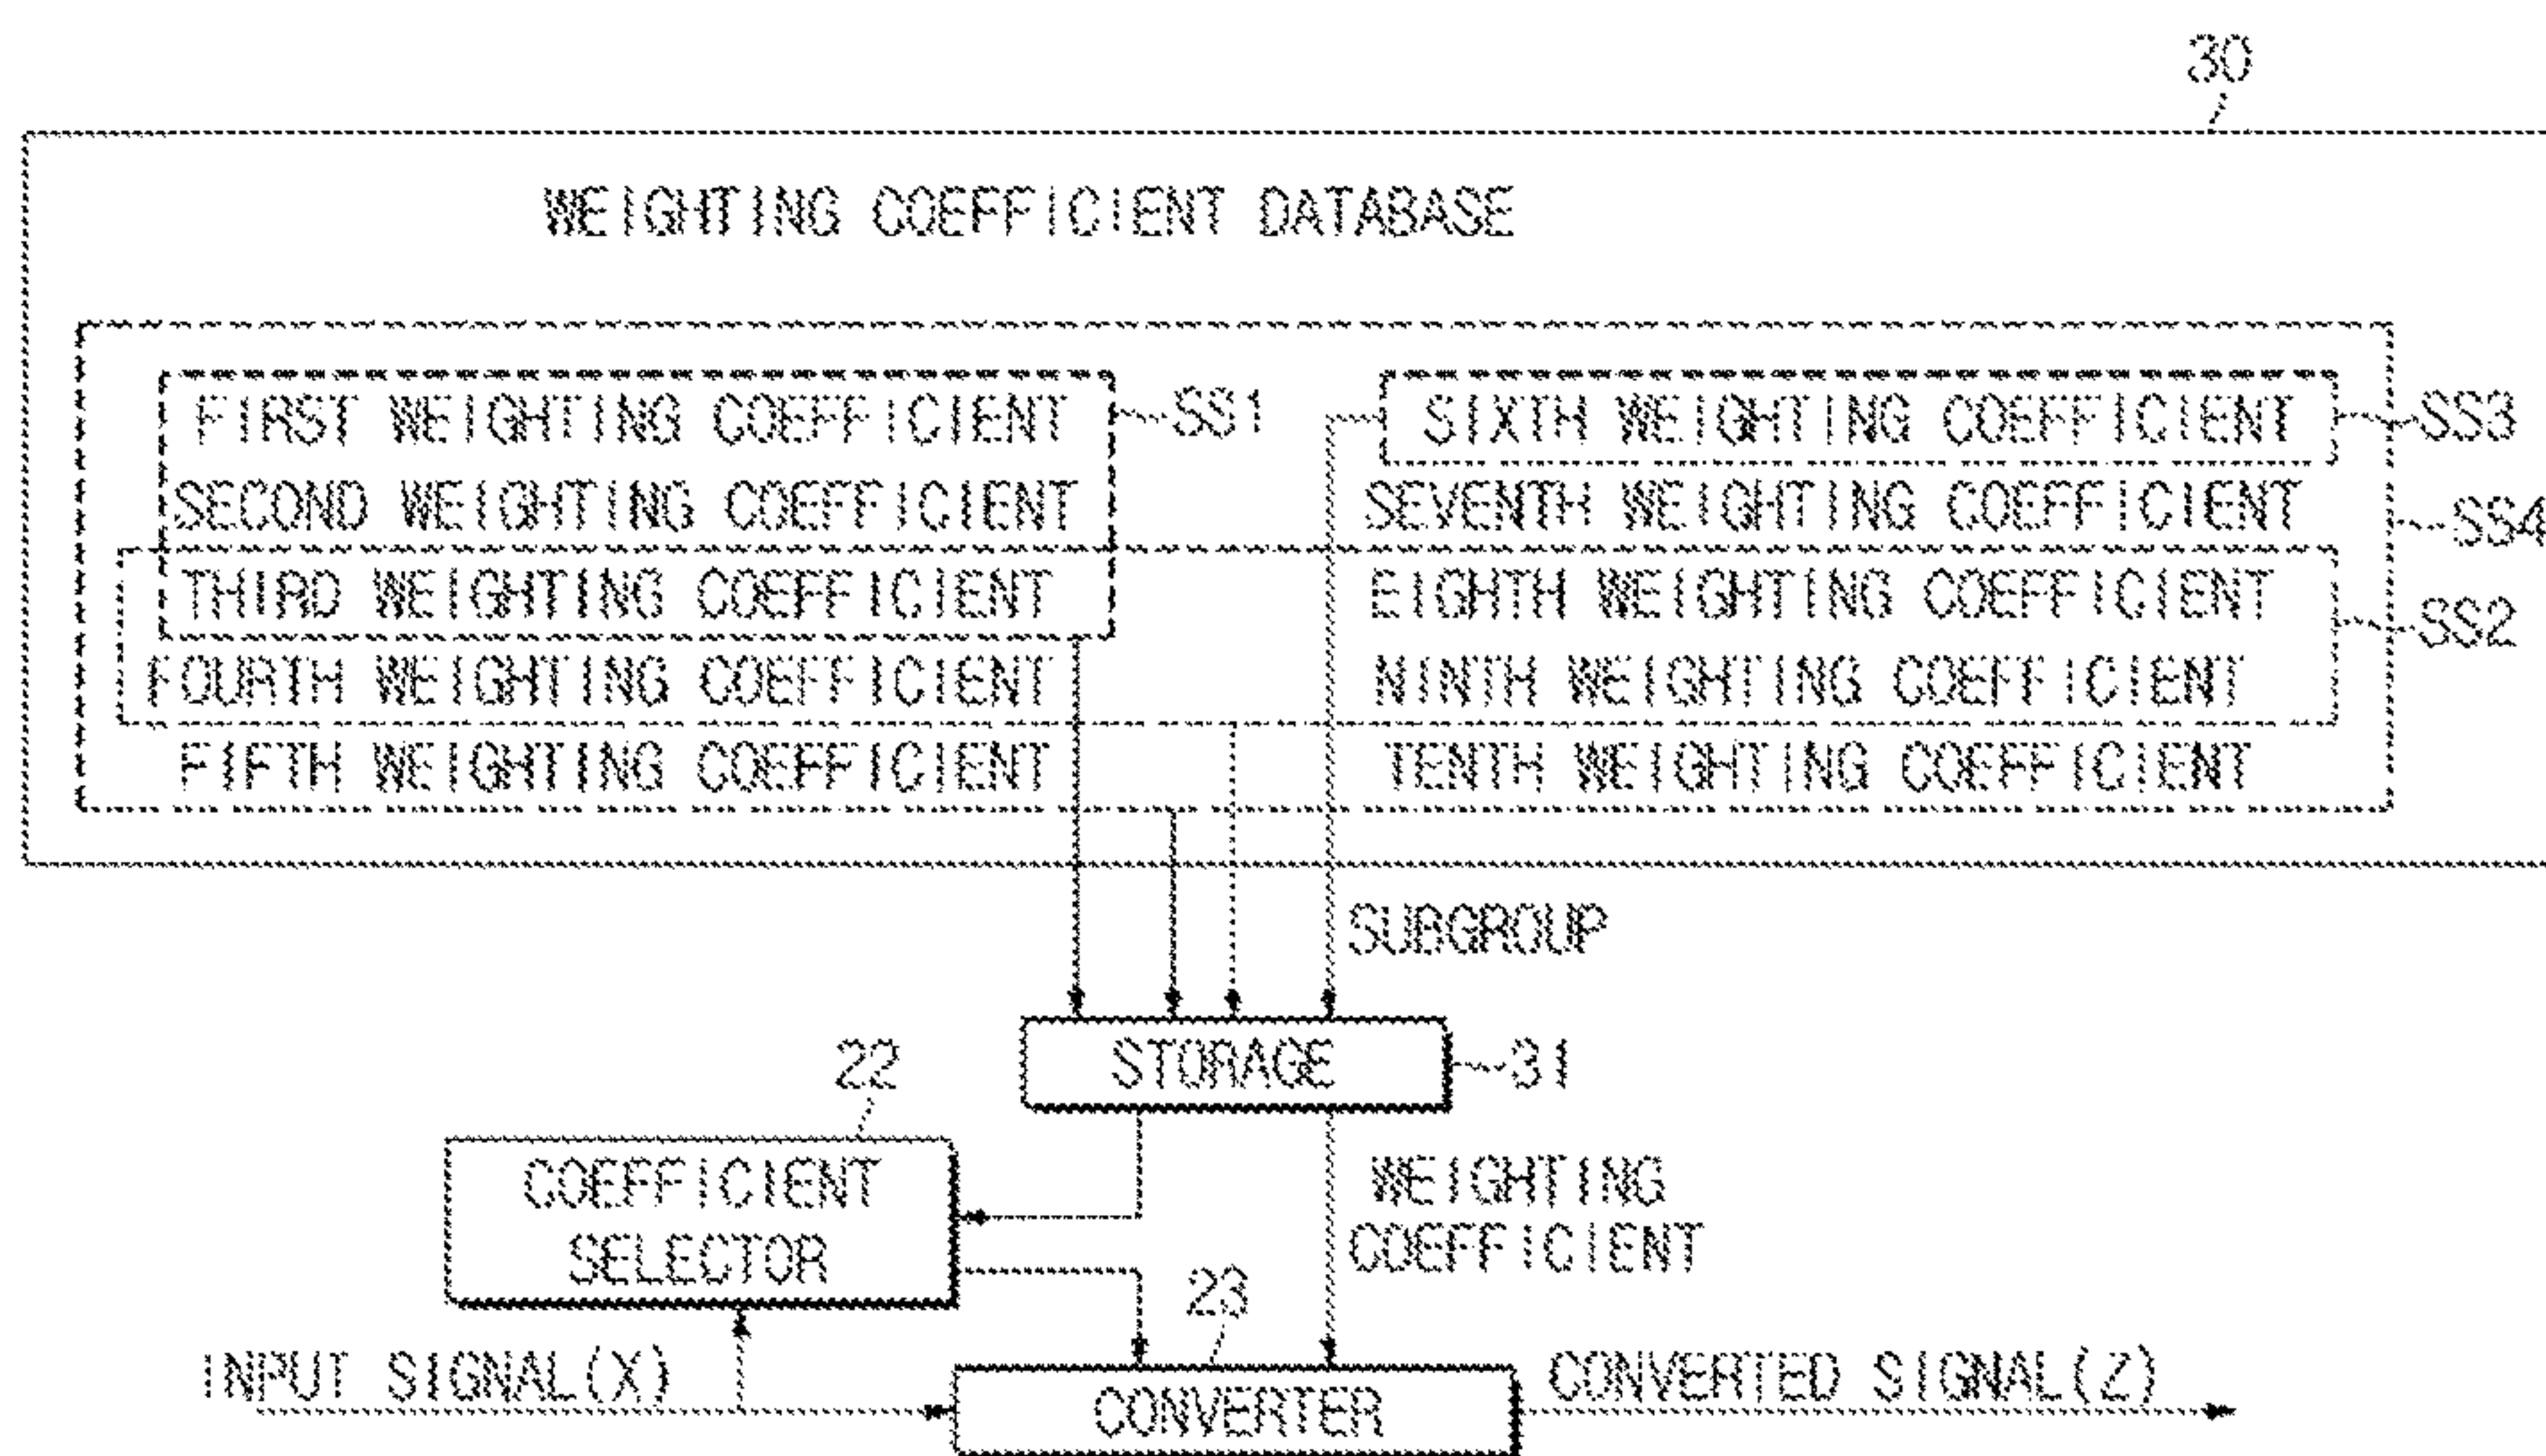 30
WEIGHTING COEFFICIENT DATABASE
FIRST WEIGHTING COEFFICIENT
SS1
SECOND WEIGHTING COEFFICIENT
THIRD WEIGHTING COEFFICIENT
FOURTH WEIGHTING COEFFICIENT
FIFTH WEIGHTING COEFFICIENT
SIXTH WEIGHTING COEFFICIENT
SS3
SEVENTH WEIGHTING COEFFICIENT
SS4
EIGHTH WEIGHTING COEFFICIENT
SS2
NINTH WEIGHTING COEFFICIENT
TENTH WEIGHTING COEFFICIENT
SUBGROUP
STORAGE
31
22
COEFFICIENT
SELECTOR
WEIGHTING
COEFFICIENT
23
INPUT SIGNAL(X)
CONVERTER
CONVERTED SIGNAL(Z)